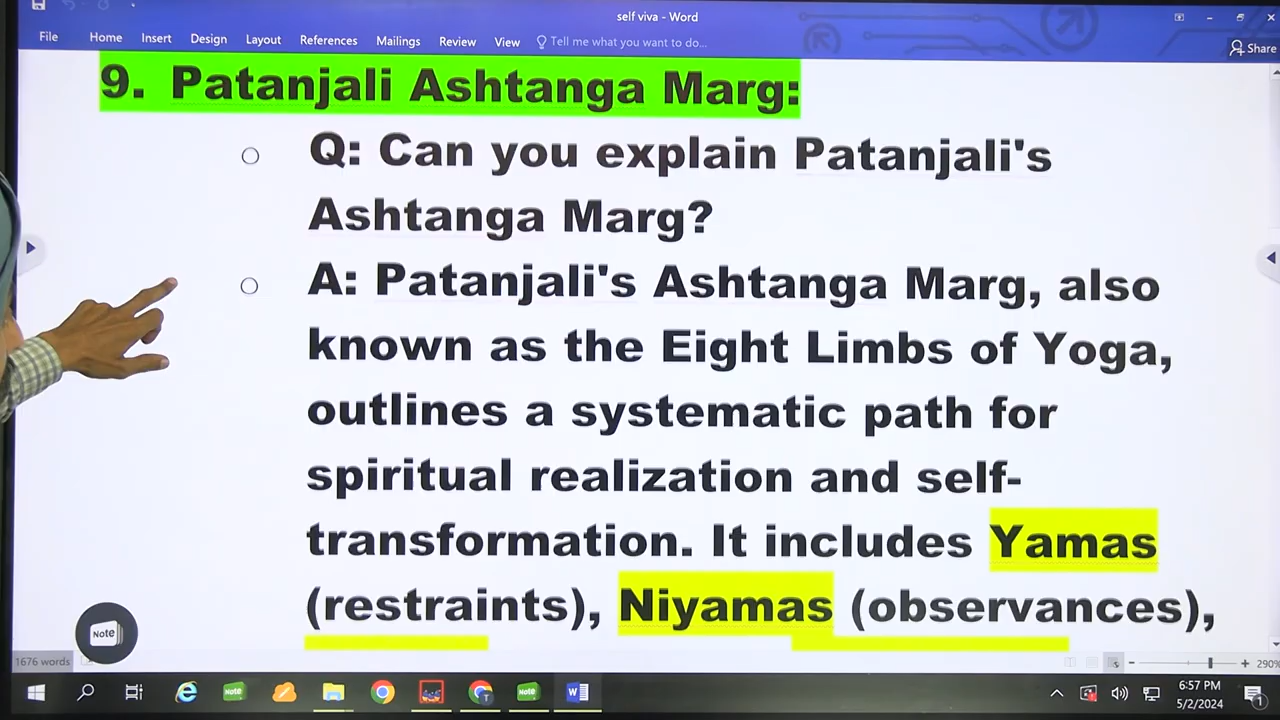 self viva - Word
File Home Insert Design Layout References Mailings Review View Tell me what you want to do... Share
9. Patanjali Ashtanga Marg:
Q: Can you explain Patanjali's
Ashtanga Marg?
A: Patanjali's Ashtanga Marg, also
known as the Eight Limbs of Yoga,
outlines a systematic path for
spiritual realization and self-
transformation. It includes Yamas
(restraints), Niyamas (observances),
Note
1676 words
290%
Note
Note
6:57 PM
5/2/2024